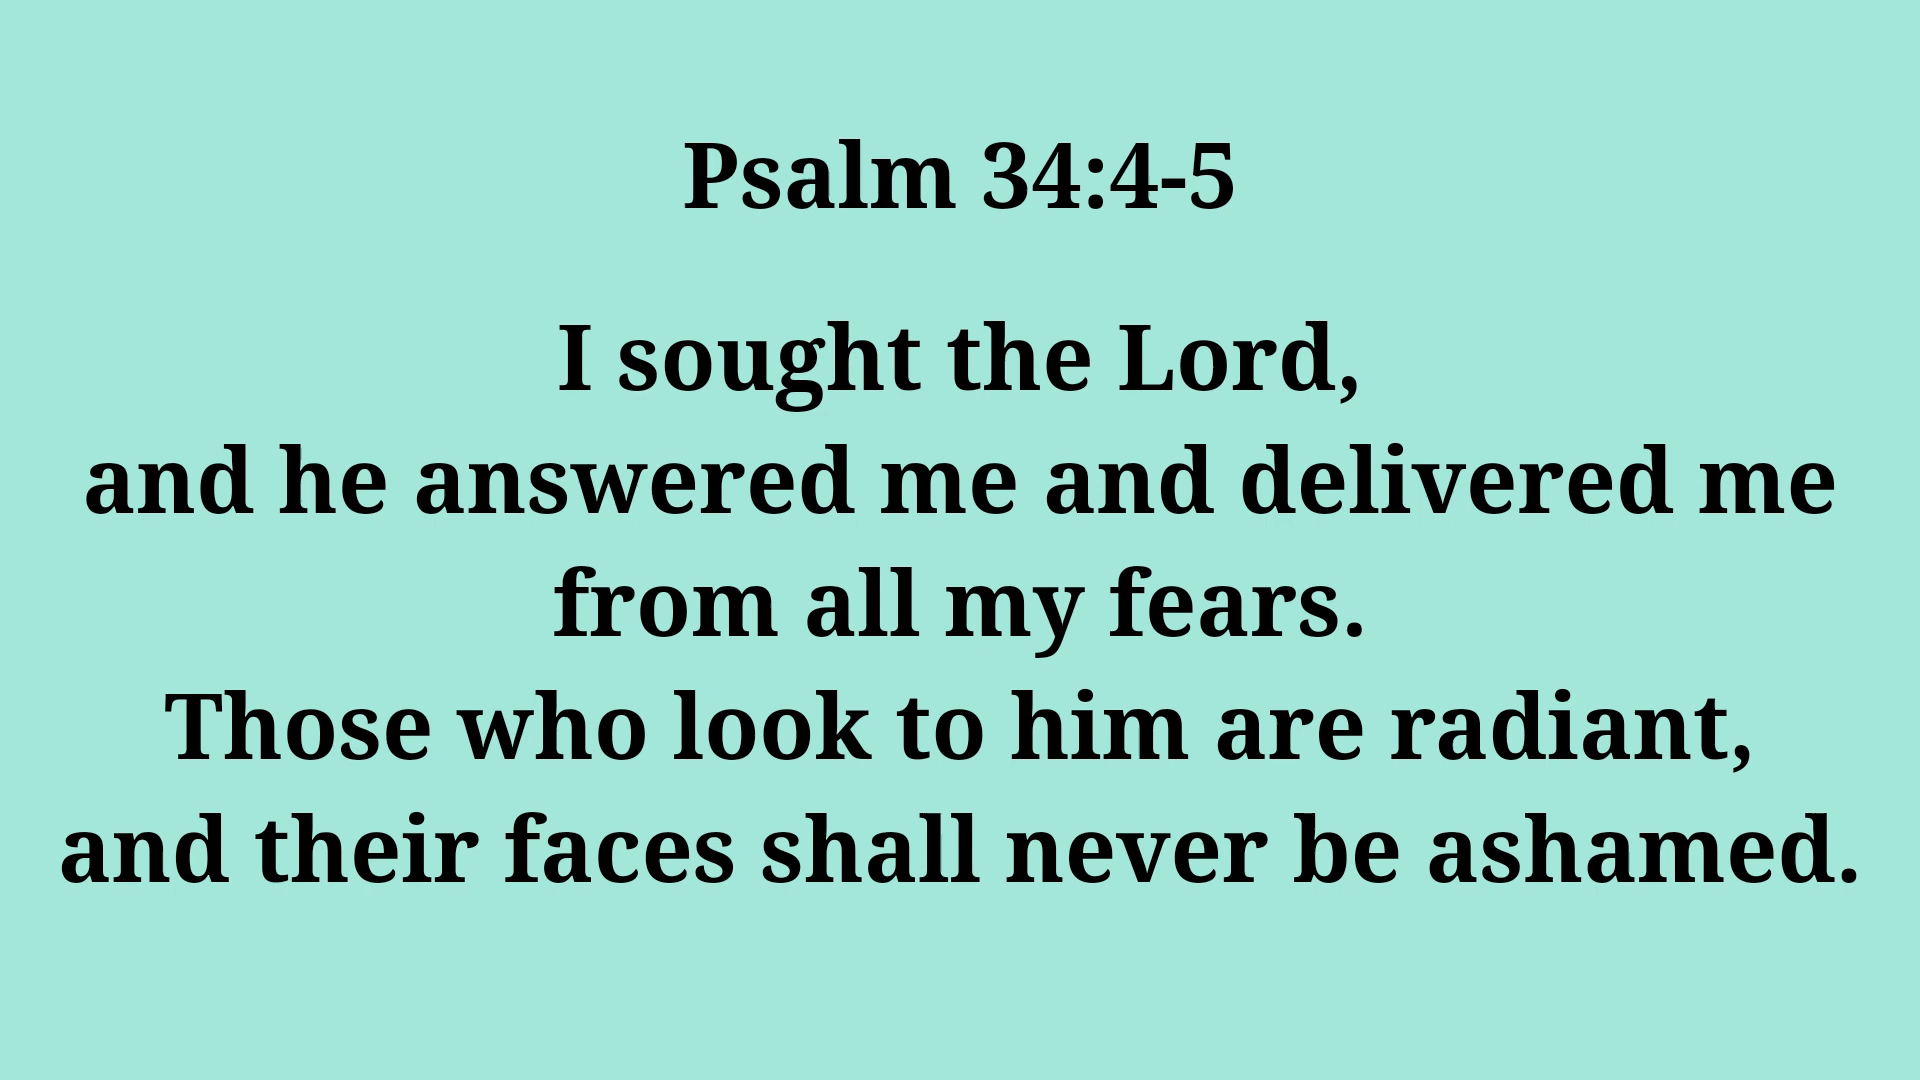 Psalm 34:4-5
I sought the Lord,
and he answered me and delivered me
from all my fears.
Those who look to him are radiant,
and their faces shall never be ashamed.